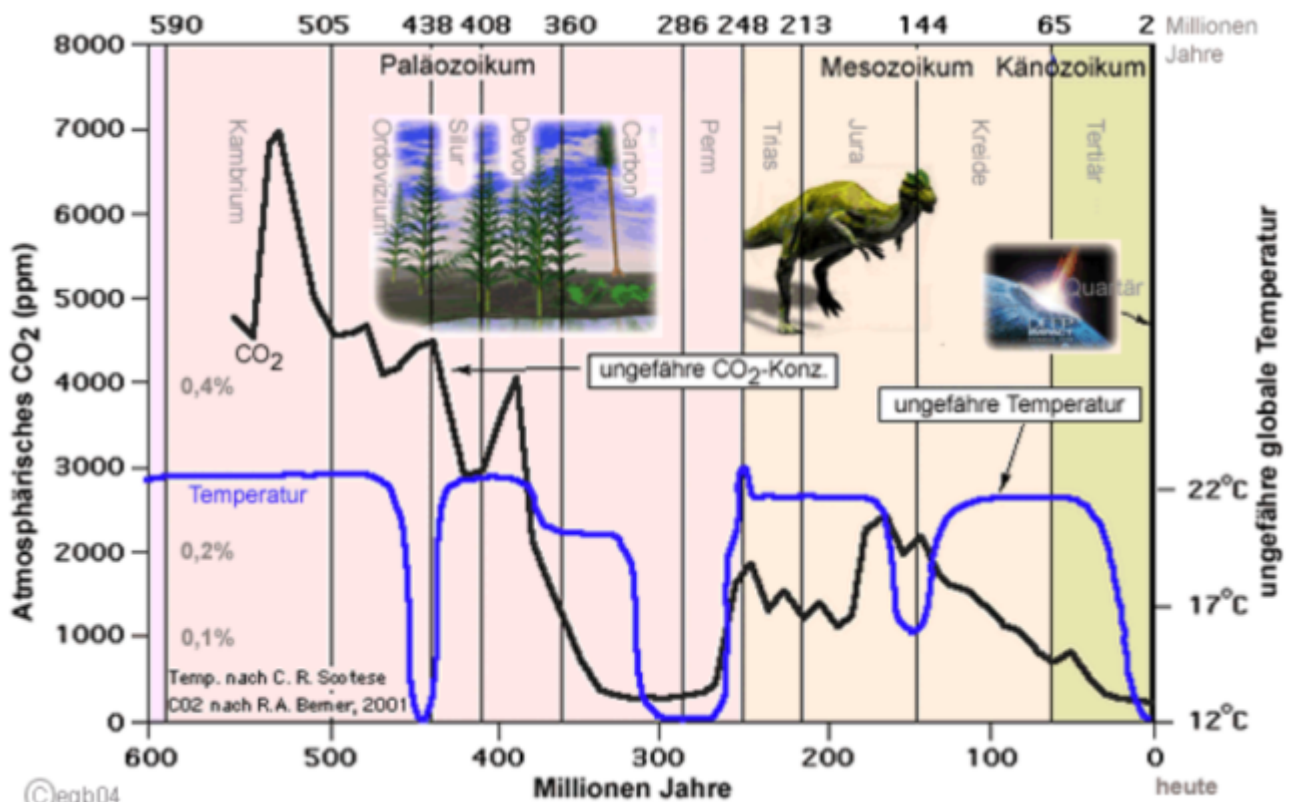 590 505 438 408 360 286 248 213 144 65 2 Millionen
Jahre
8000
7000
6000
5000
4000
3000
2000
1000
0
Atmosphärisches CO2 (ppm)
Paläozoikum
Mesozoikum
Känozoikum
Kambrium
Ordovizium
Silur
Devon
Carbon
Perm
Trias
Jura
Kreide
Tertiär
Quartär
CO2
ungefähre CO2-Konz.
ungefähre Temperatur
0,4%
Temperatur
0,2%
0,1%
Temp. nach C. R. Scotese
CO2 nach R.A. Berner, 2001
22°C
17°C
12°C
ungefähre globale Temperatur
600 500 400 300 200 100 0
Millionen Jahre
heute
©egb04